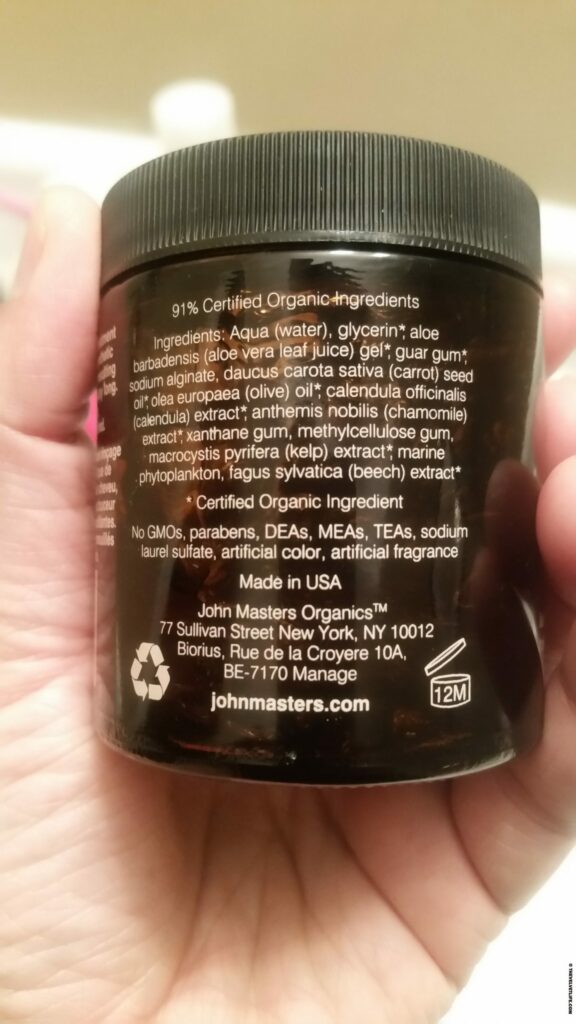 91% Certified Organic Ingredients
Ingredients: Aqua (water), glycerin*, aloe
barbadensis (aloe vera leaf juice) gel*, guar gum*,
sodium alginate, daucus carota sativa (carrot) seed
oil*, olea europaea (olive) oil*, calendula officinalis
(calendula) extract*, anthemis nobilis (chamomile)
extract*, xanthane gum, methylcellulose gum,
macrocystis pyrifera (kelp) extract*, marine
phytoplankton, fagus sylvatica (beech) extract*
* Certified Organic Ingredient
No GMOs, parabens, DEAs, MEAs, TEAs, sodium
laurel sulfate, artificial color, artificial fragrance
Made in USA
John Masters Organics™
77 Sullivan Street New York, NY 10012
Biorius, Rue de la Croyere 10A,
BE-7170 Manage
johnmasters.com
12M
© THEVELVETLIFE.COM